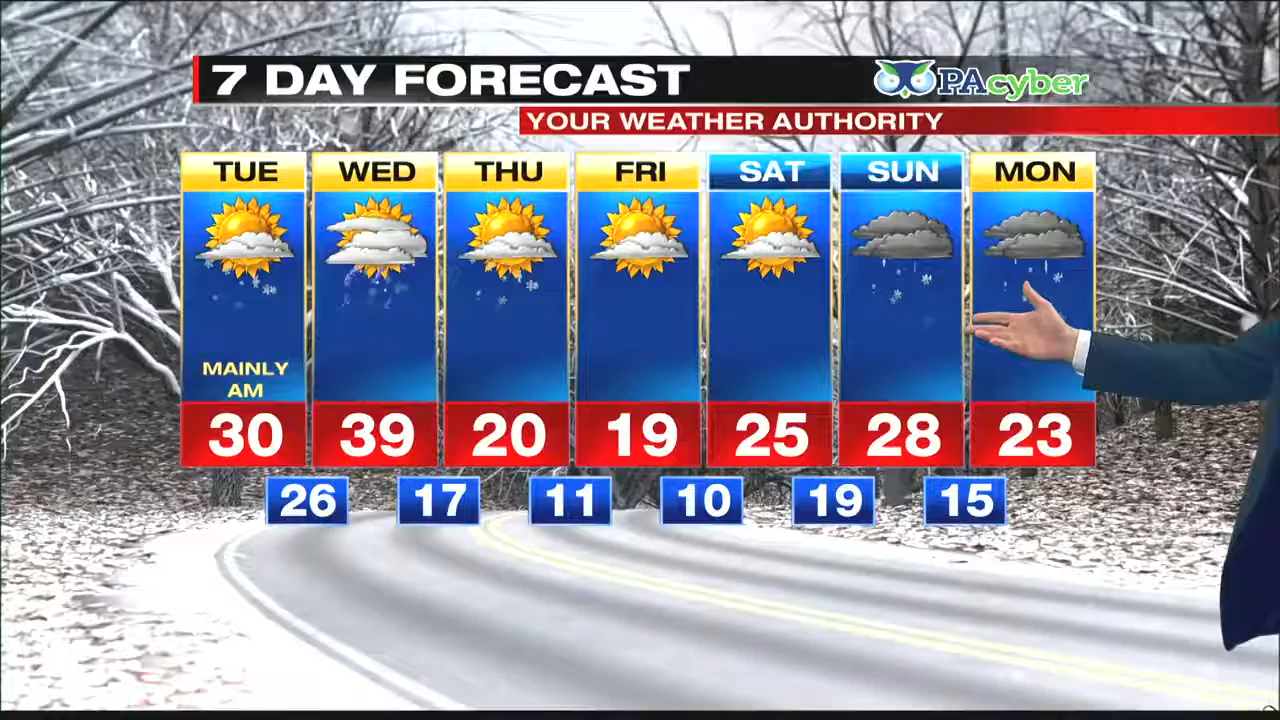 7 DAY FORECAST
PAcyber
YOUR WEATHER AUTHORITY
TUE WED THU FRI SAT SUN MON
MAINLY
AM
30 39 20 19 25 28 23
26 17 11 10 19 15